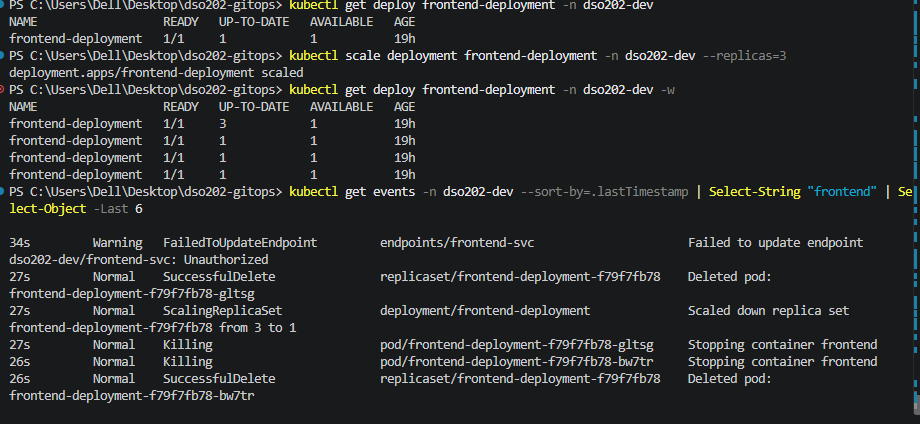 PS C:\Users\Dell\Desktop\dso202-gitops> kubectl get deploy frontend-deployment -n dso202-dev
NAME READY UP-TO-DATE AVAILABLE AGE
frontend-deployment 1/1 1 1 19h
PS C:\Users\Dell\Desktop\dso202-gitops> kubectl scale deployment frontend-deployment -n dso202-dev --replicas=3
deployment.apps/frontend-deployment scaled
PS C:\Users\Dell\Desktop\dso202-gitops> kubectl get deploy frontend-deployment -n dso202-dev -w
NAME READY UP-TO-DATE AVAILABLE AGE
frontend-deployment 1/1 3 1 19h
frontend-deployment 1/1 1 1 19h
frontend-deployment 1/1 1 1 19h
frontend-deployment 1/1 1 1 19h
PS C:\Users\Dell\Desktop\dso202-gitops> kubectl get events -n dso202-dev --sort-by=.lastTimestamp | Select-String "frontend" | Se
lect-Object -Last 6
34s Warning FailedToUpdateEndpoint endpoints/frontend-svc Failed to update endpoint
dso202-dev/frontend-svc: Unauthorized
27s Normal SuccessfulDelete replicaset/frontend-deployment-f79f7fb78 Deleted pod:
frontend-deployment-f79f7fb78-gltsg
27s Normal ScalingReplicaSet deployment/frontend-deployment Scaled down replica set
frontend-deployment-f79f7fb78 from 3 to 1
27s Normal Killing pod/frontend-deployment-f79f7fb78-gltsg Stopping container frontend
26s Normal Killing pod/frontend-deployment-f79f7fb78-bw7tr Stopping container frontend
26s Normal SuccessfulDelete replicaset/frontend-deployment-f79f7fb78 Deleted pod:
frontend-deployment-f79f7fb78-bw7tr